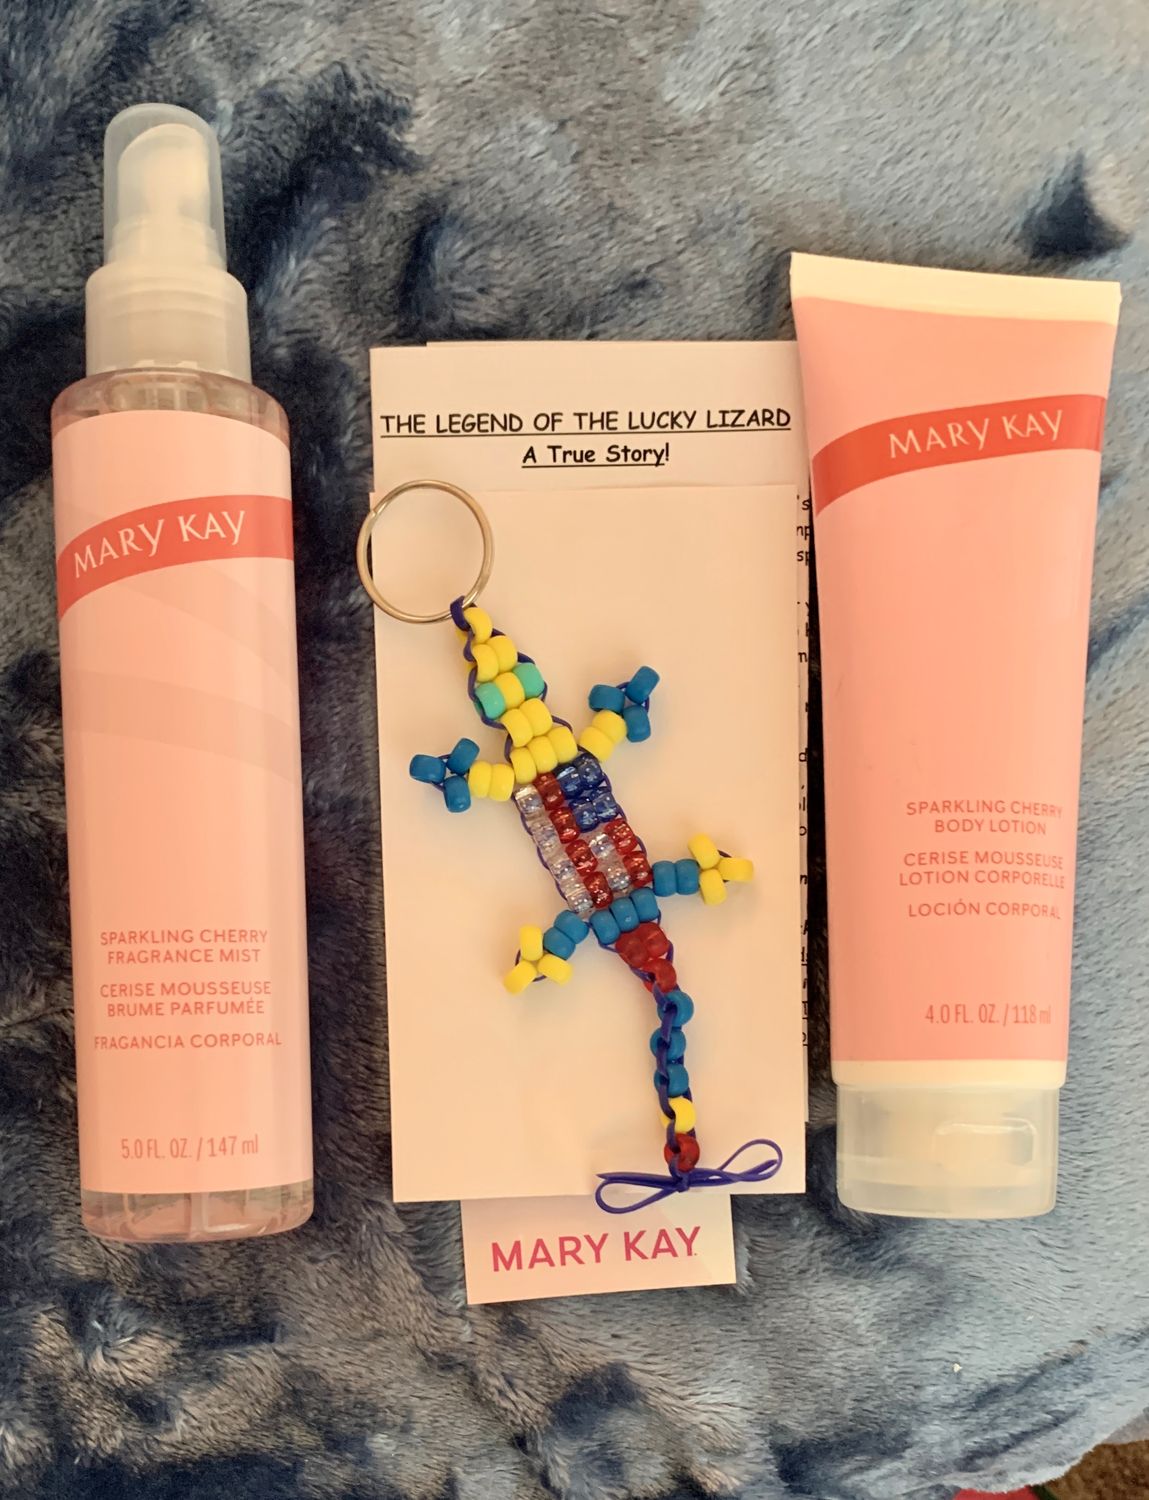 MARY KAY
SPARKLING CHERRY
FRAGRANCE MIST
CERISE MOUSSEUSE
BRUME PARFUMÉE
FRAGANCIA CORPORAL
5.0 FL. OZ. / 147 ml
THE LEGEND OF THE LUCKY LIZARD
A True Story!
MARY KAY
MARY KAY
SPARKLING CHERRY
BODY LOTION
CERISE MOUSSEUSE
LOTION CORPORELLE
LOCIÓN CORPORAL
4.0 FL. OZ. / 118 ml